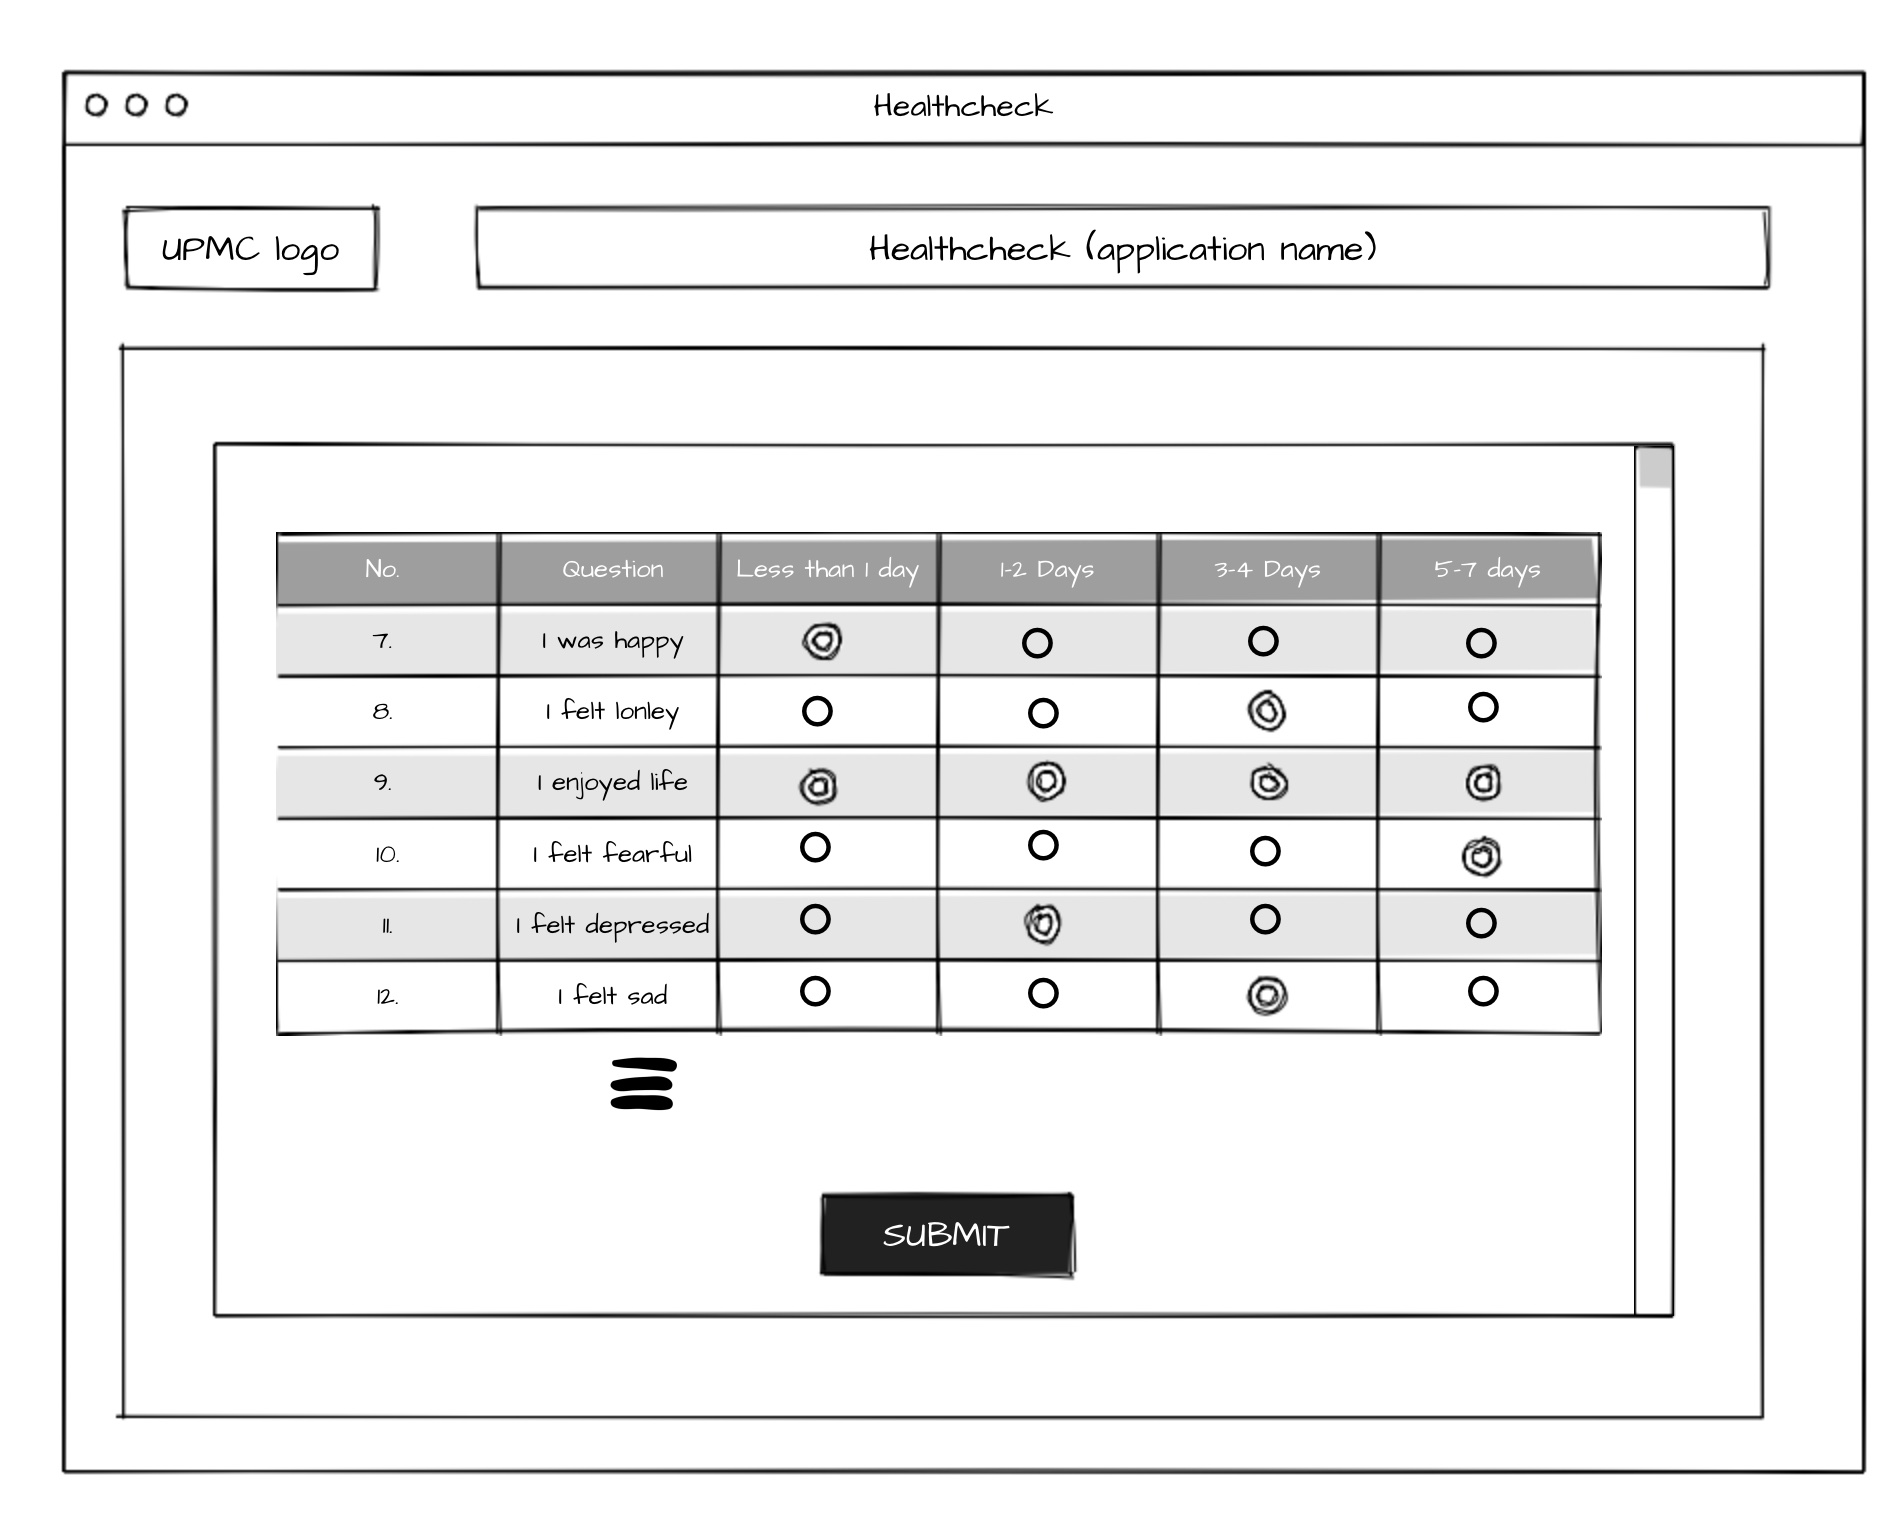 Healthcheck
UPMC logo
Healthcheck (application name)
No. Question Less than 1 day 1-2 Days 3-4 Days 5-7 days
7. I was happy
8. I felt lonley
9. I enjoyed life
10. I felt fearful
11. I felt depressed
12. I felt sad
SUBMIT